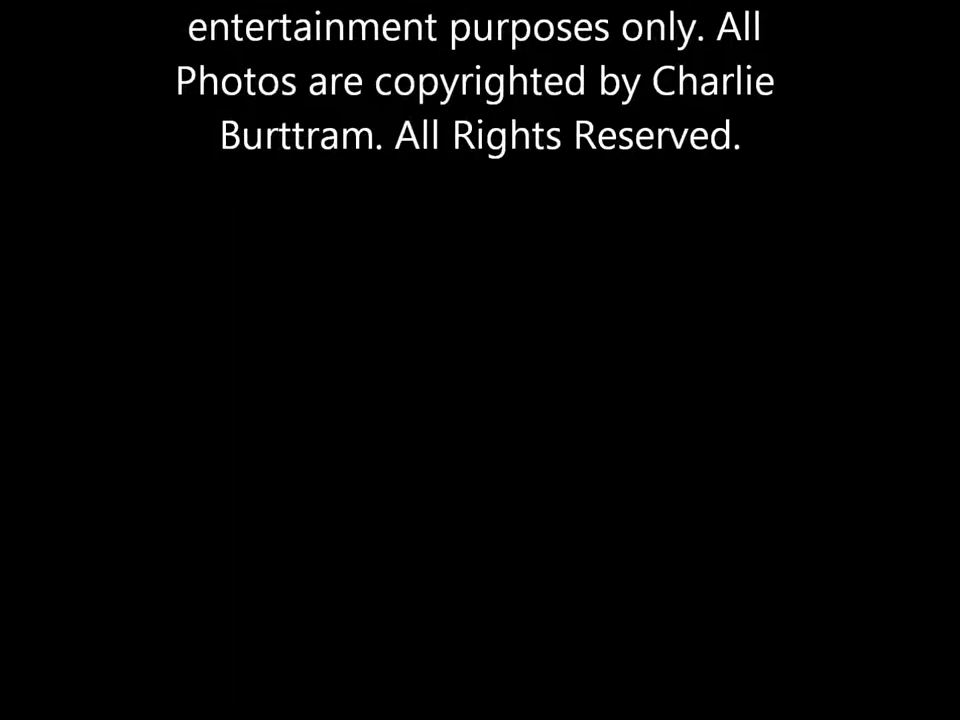 entertainment purposes only. All
Photos are copyrighted by Charlie
Burttram. All Rights Reserved.